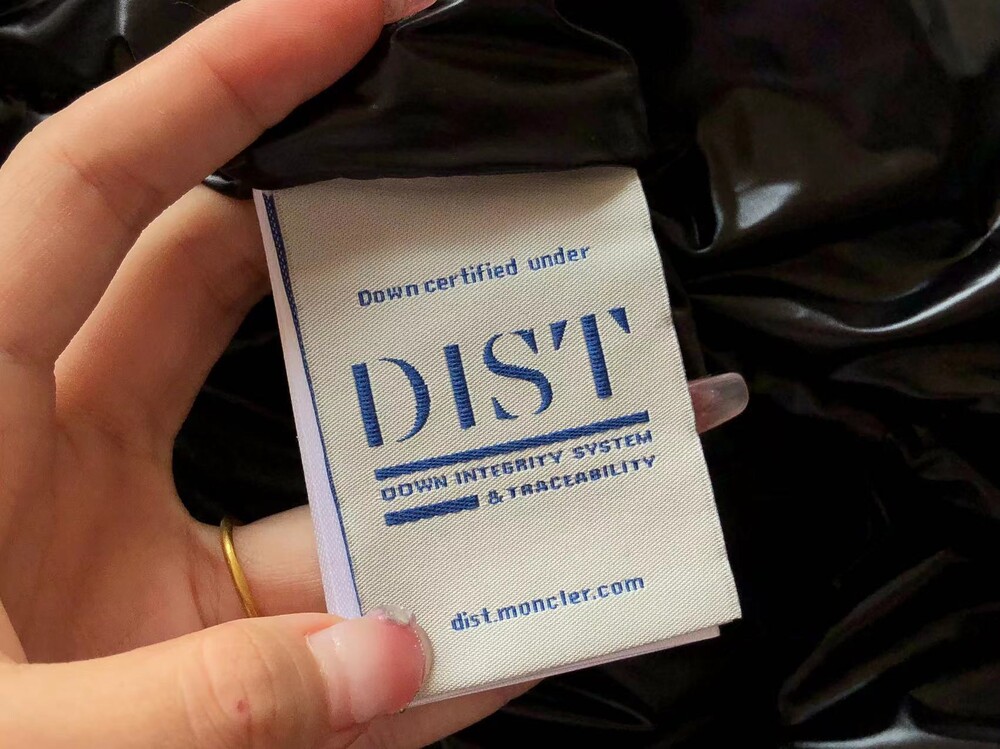 Down certified under
DIST
DOWN INTEGRITY SYSTEM
& TRACEABILITY
dist.moncler.com